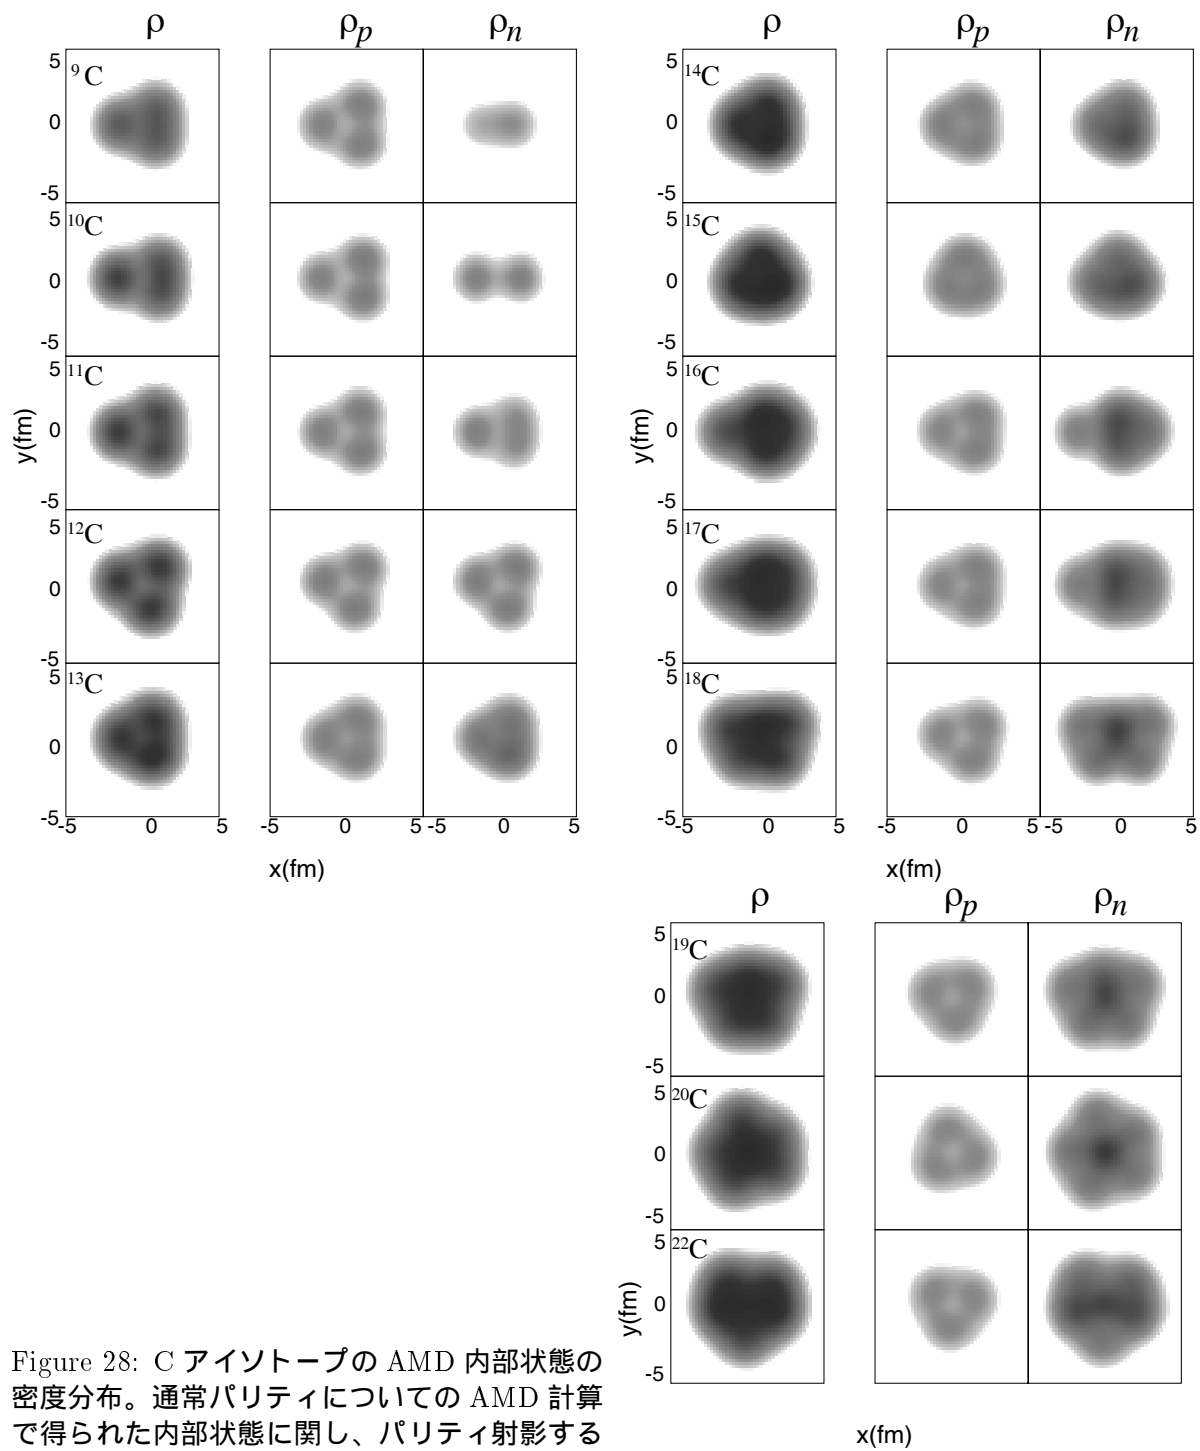 ρ ρp ρn
5 ⁹C
0
-5
5 ¹⁰C
0
-5
5 ¹¹C
0
-5
5 ¹²C
0
-5
5 ¹³C
0
-5
y(fm)
-5 0 5 -5 0 5 -5 0 5
x(fm)
ρ ρp ρn
5 ¹⁴C
0
-5
5 ¹⁵C
0
-5
5 ¹⁶C
0
-5
5 ¹⁷C
0
-5
5 ¹⁸C
0
-5
y(fm)
-5 0 5 -5 0 5 -5 0 5
x(fm)
ρ ρp ρn
5 ¹⁹C
0
-5
5 ²⁰C
0
-5
5 ²²C
0
-5
y(fm)
x(fm)
Figure 28: C アイソトープの AMD 内部状態の
密度分布。通常パリティについての AMD 計算
で得られた内部状態に関し、パリティ射影する